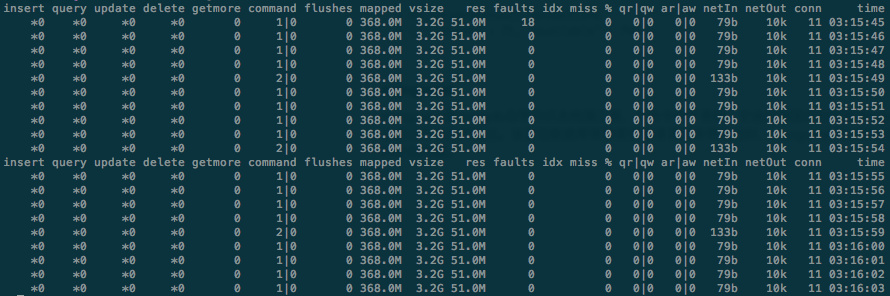 insert query update delete getmore command flushes mapped vsize res faults idx miss % qr|qw ar|aw netIn netOut conn time
*0 *0 *0 *0 0 1|0 0 368.0M 3.2G 51.0M 18 0 0|0 0|0 79b 10k 11 03:15:45
*0 *0 *0 *0 0 1|0 0 368.0M 3.2G 51.0M 0 0 0|0 0|0 79b 10k 11 03:15:46
*0 *0 *0 *0 0 1|0 0 368.0M 3.2G 51.0M 0 0 0|0 0|0 79b 10k 11 03:15:47
*0 *0 *0 *0 0 1|0 0 368.0M 3.2G 51.0M 0 0 0|0 0|0 79b 10k 11 03:15:48
*0 *0 *0 *0 0 2|0 0 368.0M 3.2G 51.0M 0 0 0|0 0|0 133b 10k 11 03:15:49
*0 *0 *0 *0 0 1|0 0 368.0M 3.2G 51.0M 0 0 0|0 0|0 79b 10k 11 03:15:50
*0 *0 *0 *0 0 1|0 0 368.0M 3.2G 51.0M 0 0 0|0 0|0 79b 10k 11 03:15:51
*0 *0 *0 *0 0 1|0 0 368.0M 3.2G 51.0M 0 0 0|0 0|0 79b 10k 11 03:15:52
*0 *0 *0 *0 0 1|0 0 368.0M 3.2G 51.0M 0 0 0|0 0|0 79b 10k 11 03:15:53
*0 *0 *0 *0 0 2|0 0 368.0M 3.2G 51.0M 0 0 0|0 0|0 133b 10k 11 03:15:54
insert query update delete getmore command flushes mapped vsize res faults idx miss % qr|qw ar|aw netIn netOut conn time
*0 *0 *0 *0 0 1|0 0 368.0M 3.2G 51.0M 0 0 0|0 0|0 79b 10k 11 03:15:55
*0 *0 *0 *0 0 1|0 0 368.0M 3.2G 51.0M 0 0 0|0 0|0 79b 10k 11 03:15:56
*0 *0 *0 *0 0 1|0 0 368.0M 3.2G 51.0M 0 0 0|0 0|0 79b 10k 11 03:15:57
*0 *0 *0 *0 0 1|0 0 368.0M 3.2G 51.0M 0 0 0|0 0|0 79b 10k 11 03:15:58
*0 *0 *0 *0 0 2|0 0 368.0M 3.2G 51.0M 0 0 0|0 0|0 133b 10k 11 03:15:59
*0 *0 *0 *0 0 1|0 0 368.0M 3.2G 51.0M 0 0 0|0 0|0 79b 10k 11 03:16:00
*0 *0 *0 *0 0 1|0 0 368.0M 3.2G 51.0M 0 0 0|0 0|0 79b 10k 11 03:16:01
*0 *0 *0 *0 0 1|0 0 368.0M 3.2G 51.0M 0 0 0|0 0|0 79b 10k 11 03:16:02
*0 *0 *0 *0 0 1|0 0 368.0M 3.2G 51.0M 0 0 0|0 0|0 79b 10k 11 03:16:03